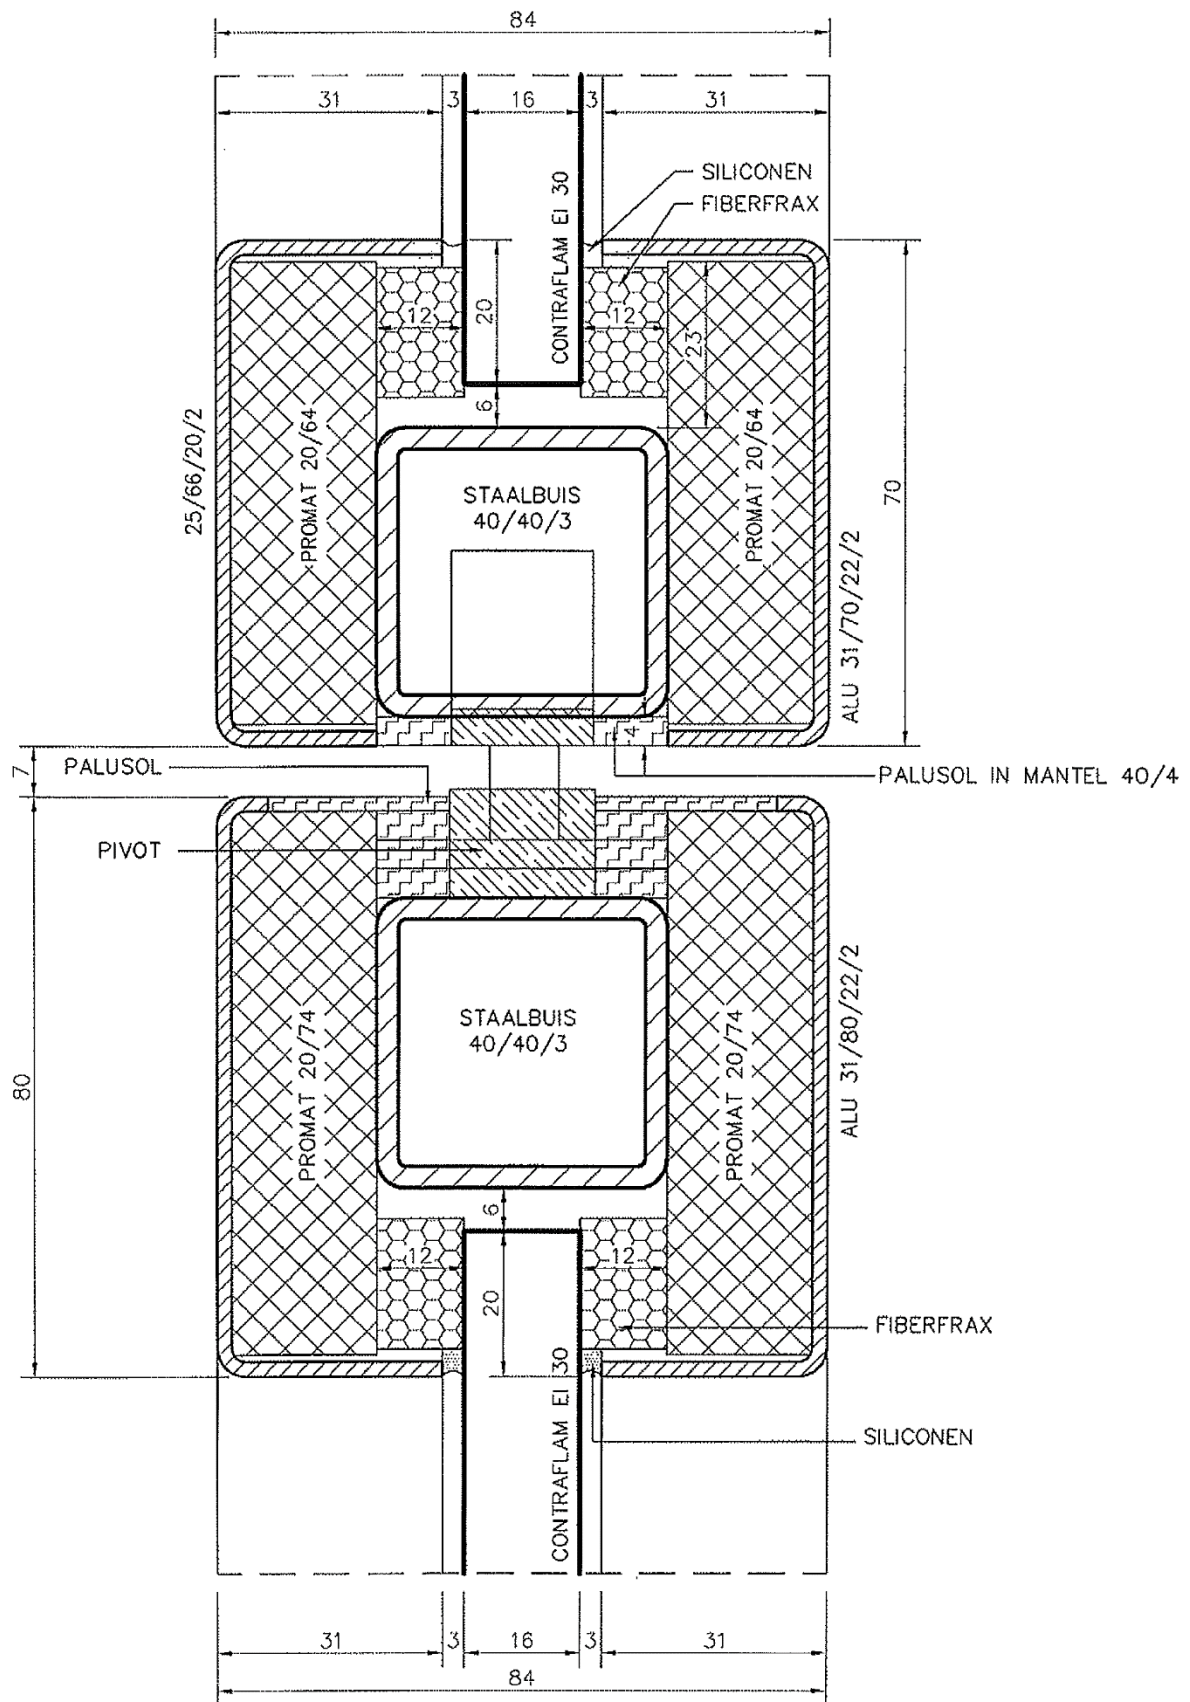 84
31
3
16
3
31
SILICONEN
FIBERFRAX
CONTRAFLAM EI 30
12
20
12
23
6
25/66/20/2
PROMAT 20/64
STAALBUIS
40/40/3
PROMAT 20/64
70
ALU 31/70/22/2
4
7
PALUSOL
PALUSOL IN MANTEL 40/4
PIVOT
80
PROMAT 20/74
STAALBUIS
40/40/3
PROMAT 20/74
ALU 31/80/22/2
6
12
20
12
FIBERFRAX
CONTRAFLAM EI 30
SILICONEN
31
3
16
3
31
84